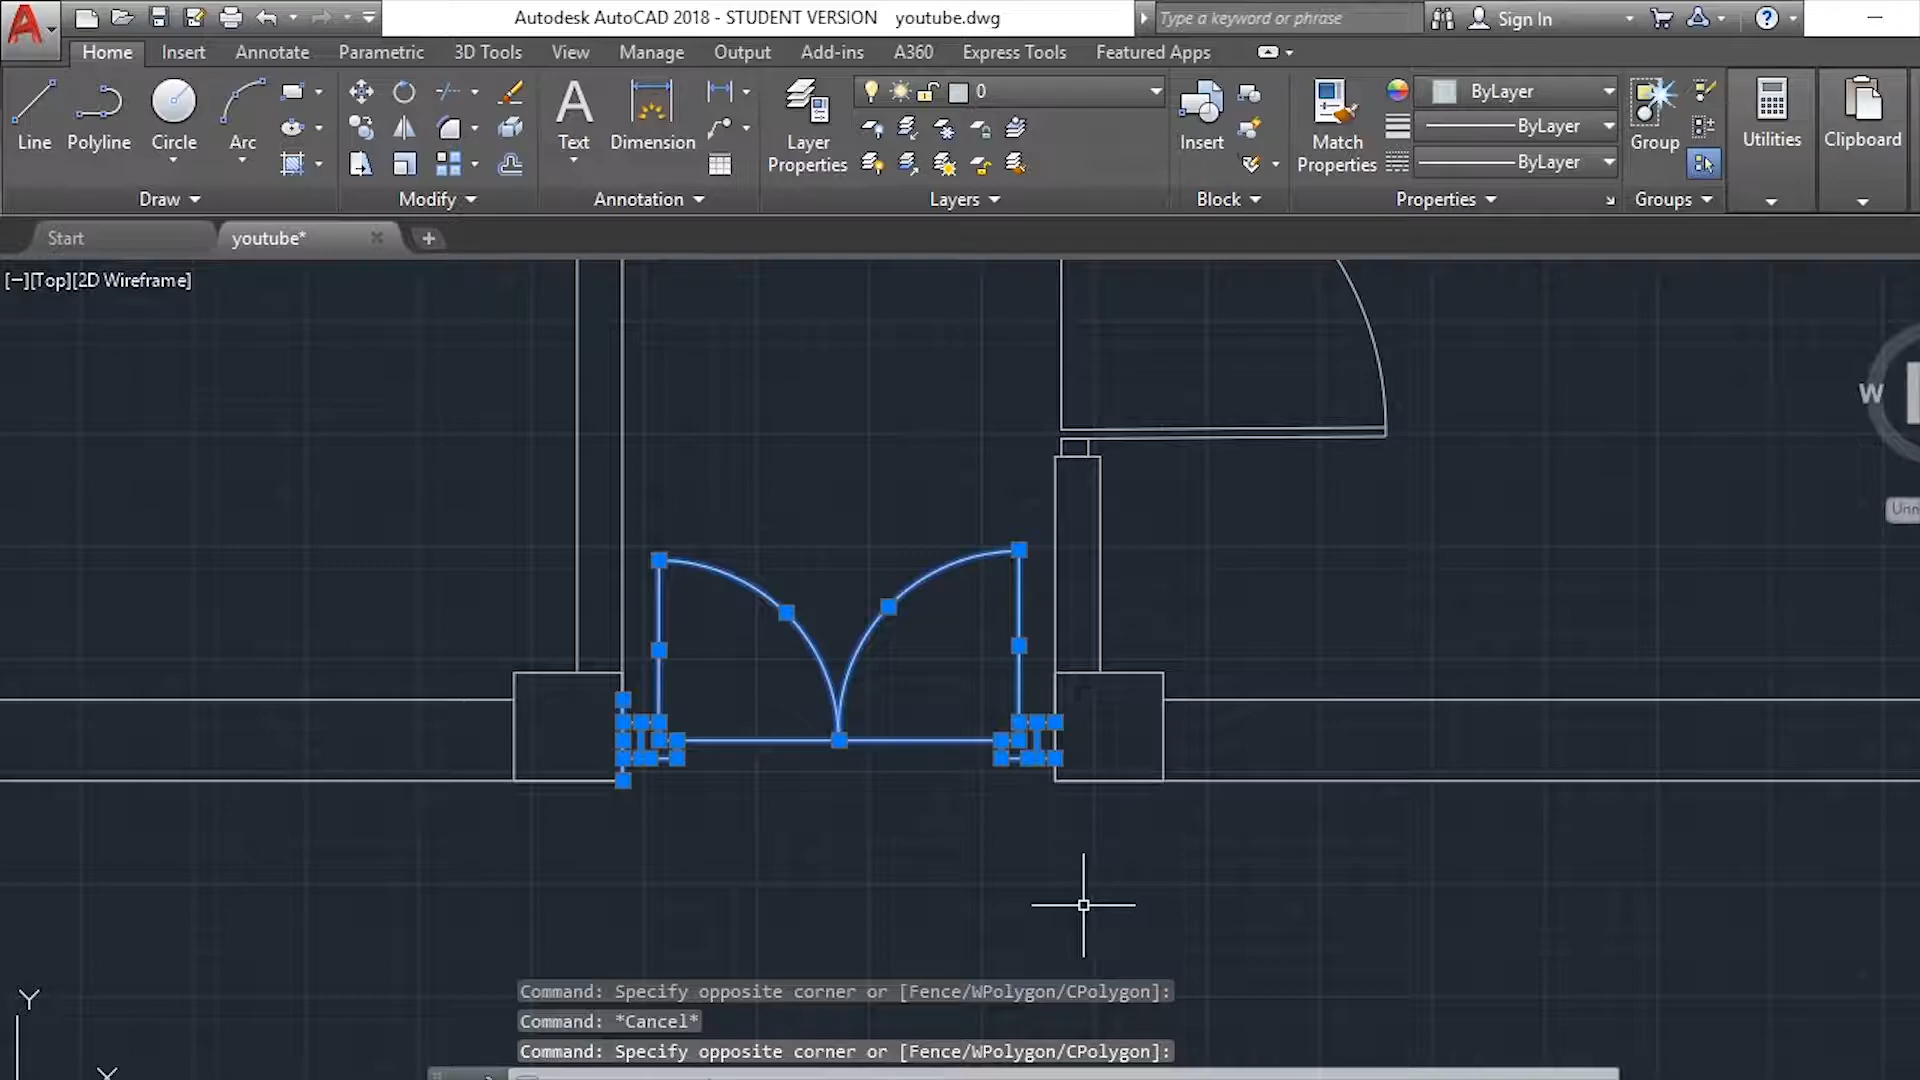 Autodesk AutoCAD 2018 - STUDENT VERSION youtube.dwg
Type a keyword or phrase
Sign In
Home Insert Annotate Parametric 3D Tools View Manage Output Add-ins A360 Express Tools Featured Apps
Line Polyline Circle Arc
Text Dimension
Layer Properties
0
Insert
Match Properties
ByLayer
ByLayer
ByLayer
Group
Utilities
Clipboard
Draw Modify Annotation Layers Block Properties Groups
Start youtube*
[−][Top][2D Wireframe]
W
Unn
Y
X
Command: Specify opposite corner or [Fence/WPolygon/CPolygon]:
Command: *Cancel*
Command: Specify opposite corner or [Fence/WPolygon/CPolygon]: